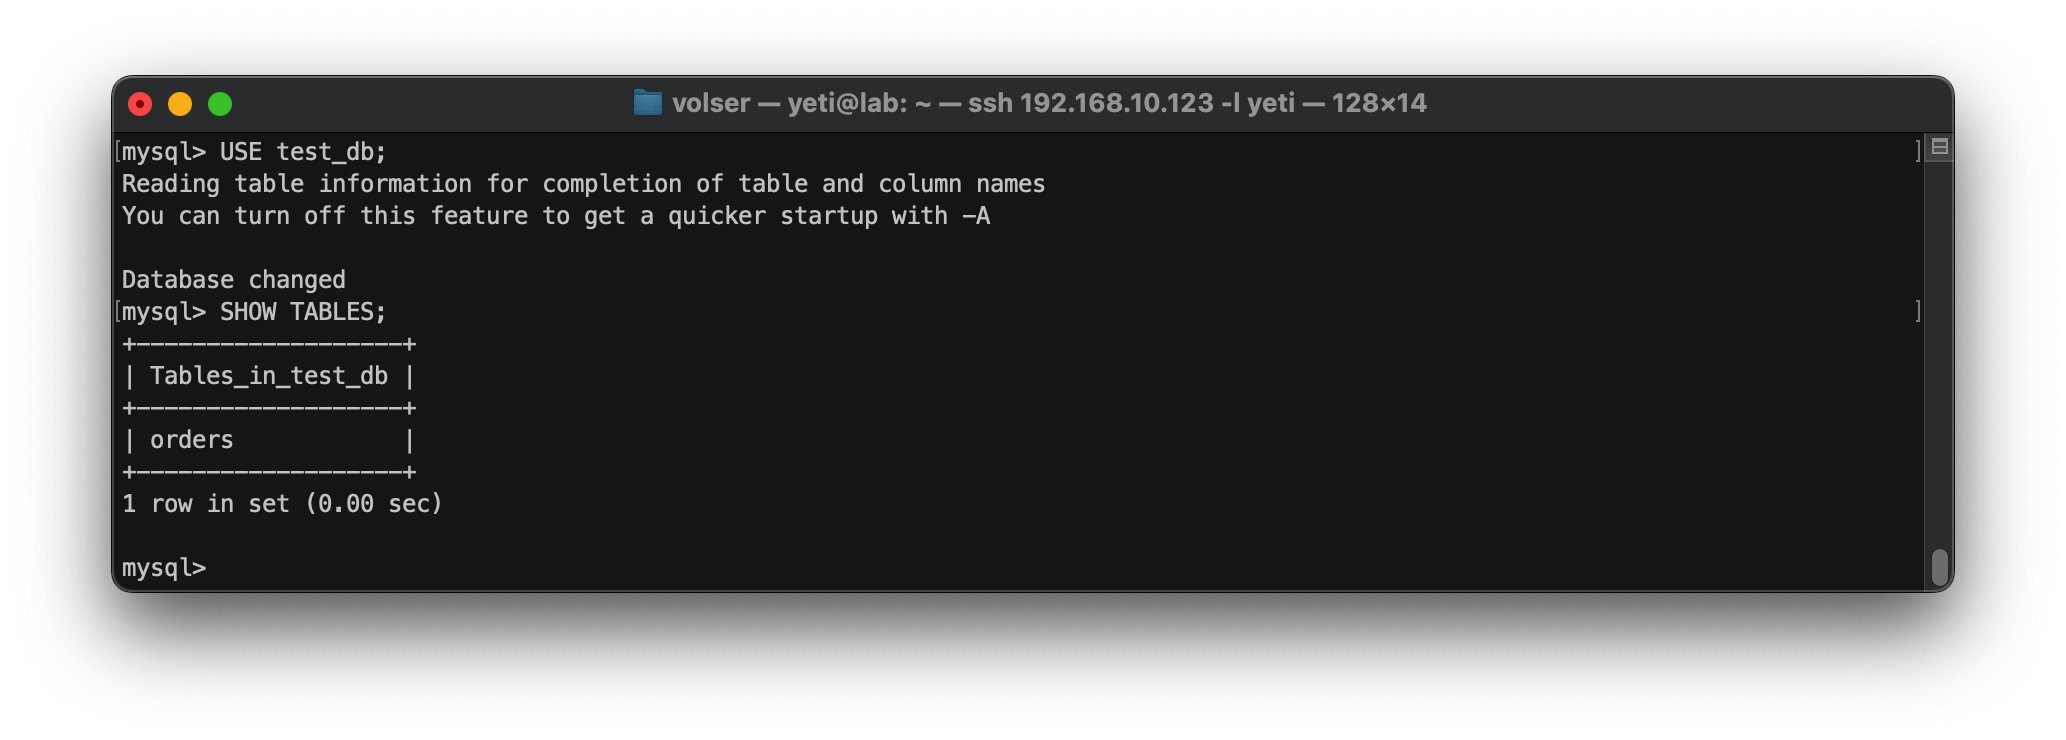 volser — yeti@lab: ~ — ssh 192.168.10.123 -l yeti — 128×14
[mysql> USE test_db; ]
Reading table information for completion of table and column names
You can turn off this feature to get a quicker startup with -A
Database changed
[mysql> SHOW TABLES; ]
+-------------------+
| Tables_in_test_db |
+-------------------+
| orders            |
+-------------------+
1 row in set (0.00 sec)
mysql>